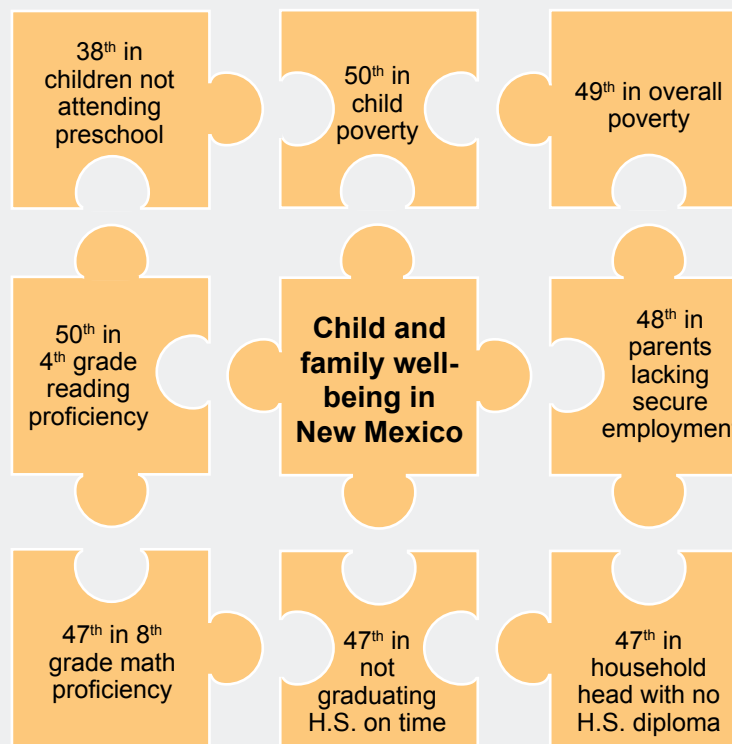 38th in
children not
attending
preschool
50th in
child
poverty
49th in overall
poverty
50th in
4th grade
reading
proficiency
Child and
family well-
being in
New Mexico
48th in
parents
lacking
secure
employmen
47th in 8th
grade math
proficiency
47th in
not
graduating
H.S. on time
47th in
household
head with no
H.S. diploma